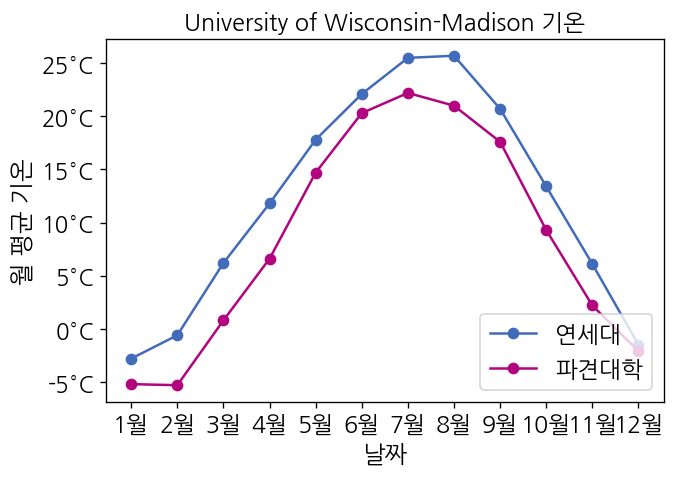 University of Wisconsin-Madison 기온
월 평균 기온
25°C
20°C
15°C
10°C
5°C
0°C
-5°C
연세대
파견대학
1월 2월 3월 4월 5월 6월 7월 8월 9월 10월 11월 12월
날짜